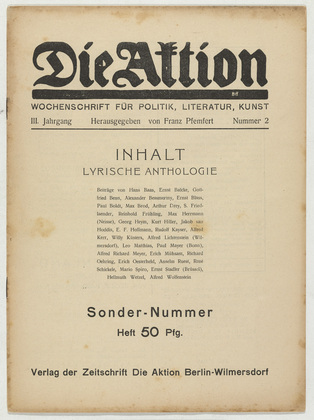 Die Aktion
WOCHENSCHRIFT FÜR POLITIK, LITERATUR, KUNST
III. Jahrgang Herausgegeben von Franz Pfemfert Nummer 2
INHALT
LYRISCHE ANTHOLOGIE
Beiträge von Hans Baas, Ernst Balcke, Gott-
fried Benn, Alexander Bessmertny, Ernst Blass,
Paul Boldt, Max Brod, Arthur Drey, S. Fried-
laender, Reinhold Frühling, Max Herrmann
(Neisse), Georg Heym, Kurt Hiller, Jakob van
Hoddis, E. F. Hoffmann, Rudolf Kayser, Alfred
Kerr, Willy Küsters, Alfred Lichtenstein (Wil-
mersdorf), Leo Matthias, Paul Mayer (Bonn),
Alfred Richard Meyer, Erich Mühsam, Richard
Oehring, Erich Oesterheld, Anselm Ruest, René
Schickele, Mario Spiro, Ernst Stadler (Brüssel),
Hellmuth Wetzel, Alfred Wolfenstein
Sonder-Nummer
Heft 50 Pfg.
Verlag der Zeitschrift Die Aktion Berlin-Wilmersdorf